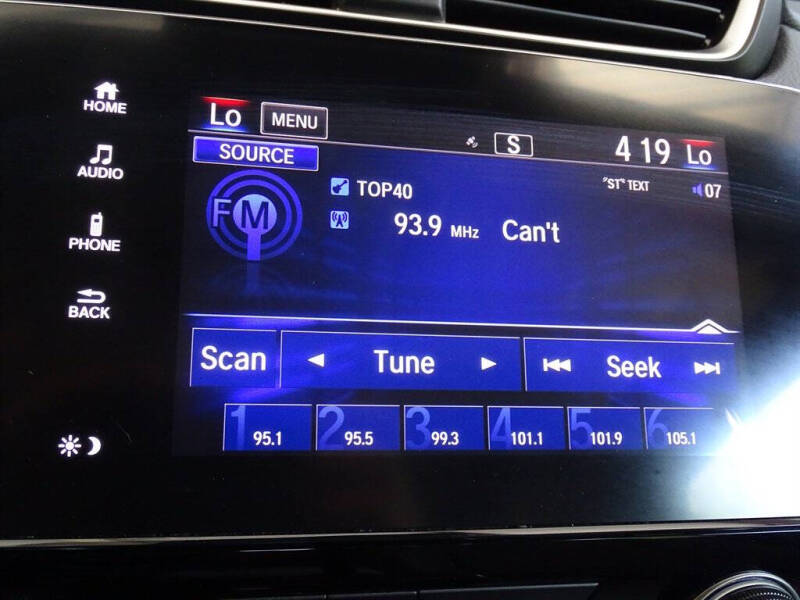 HOME
AUDIO
PHONE
BACK
Lo MENU S 4 19 Lo
SOURCE
FM
TOP40 "ST" TEXT 07
93.9 MHz Can't
Scan Tune Seek
1 95.1 2 95.5 3 99.3 4 101.1 5 101.9 6 105.1